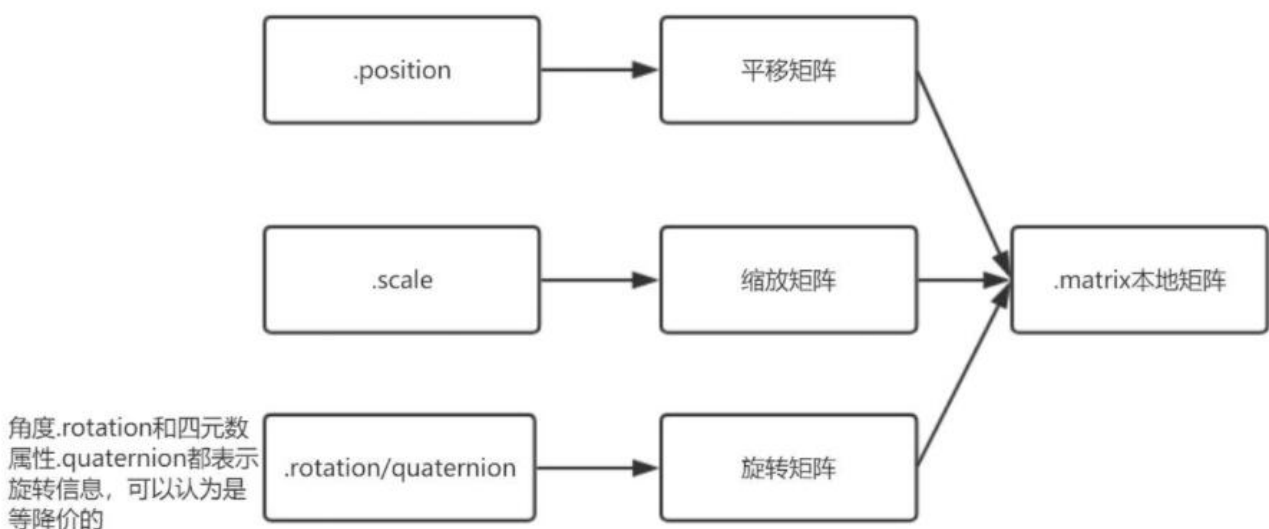 .position
平移矩阵
.scale
缩放矩阵
.matrix本地矩阵
角度.rotation和四元数
属性.quaternion都表示
旋转信息，可以认为是
等降价的
.rotation/quaternion
旋转矩阵